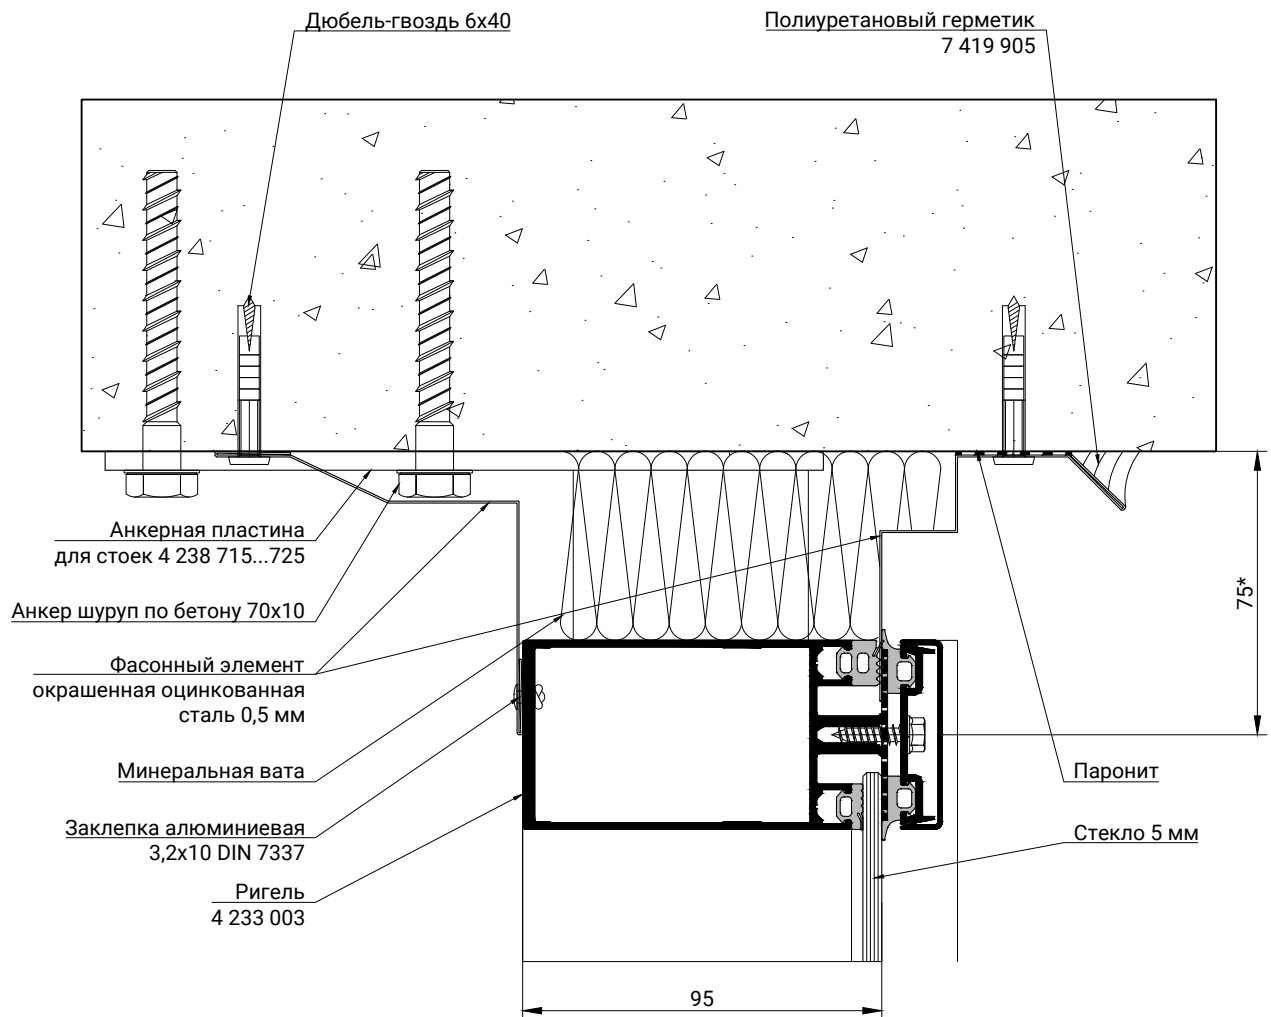 Дюбель-гвоздь 6х40
Полиуретановый герметик
7 419 905
Анкерная пластина
для стоек 4 238 715...725
Анкер шуруп по бетону 70х10
Фасонный элемент
окрашенная оцинкованная
сталь 0,5 мм
Минеральная вата
Заклепка алюминиевая
3,2х10 DIN 7337
Ригель
4 233 003
75*
Паронит
Стекло 5 мм
95